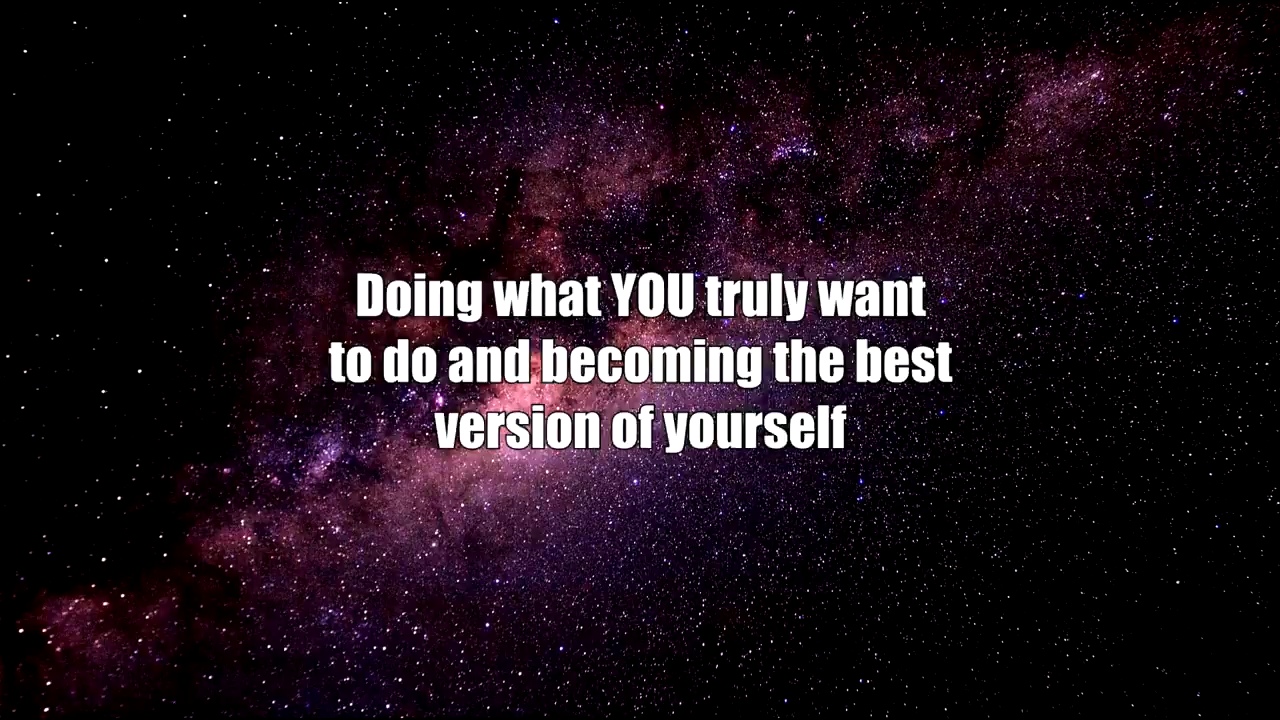 Doing what YOU truly want
to do and becoming the best
version of yourself